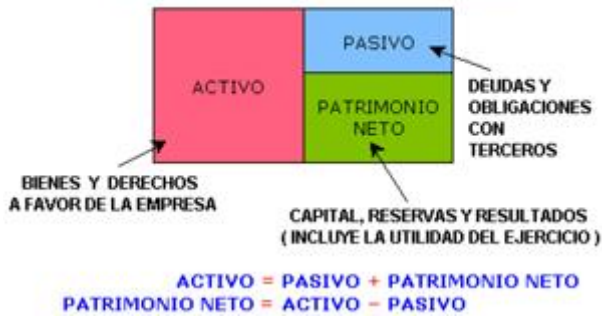 ACTIVO
PASIVO
PATRIMONIO
NETO
DEUDAS Y
OBLIGACIONES
CON
TERCEROS
BIENES Y DERECHOS
A FAVOR DE LA EMPRESA
CAPITAL, RESERVAS Y RESULTADOS
( INCLUYE LA UTILIDAD DEL EJERCICIO )
ACTIVO = PASIVO + PATRIMONIO NETO
PATRIMONIO NETO = ACTIVO - PASIVO